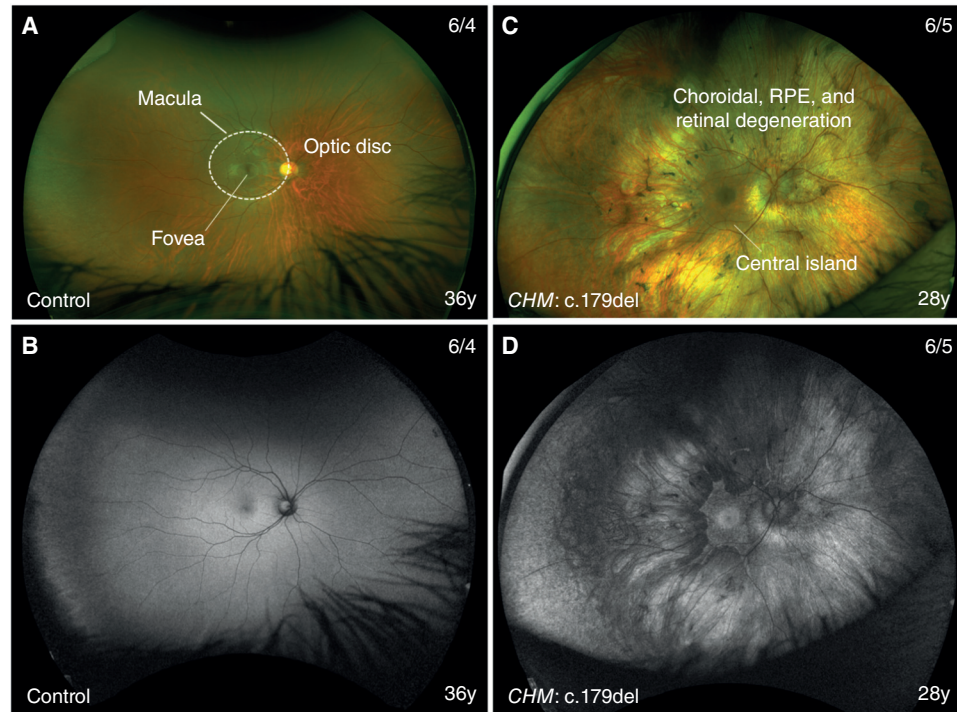 A
6/4
Macula
Optic disc
Fovea
Control
36y
C
6/5
Choroidal, RPE, and
retinal degeneration
Central island
CHM: c.179del
28y
B
6/4
Control
36y
D
6/5
CHM: c.179del
28y